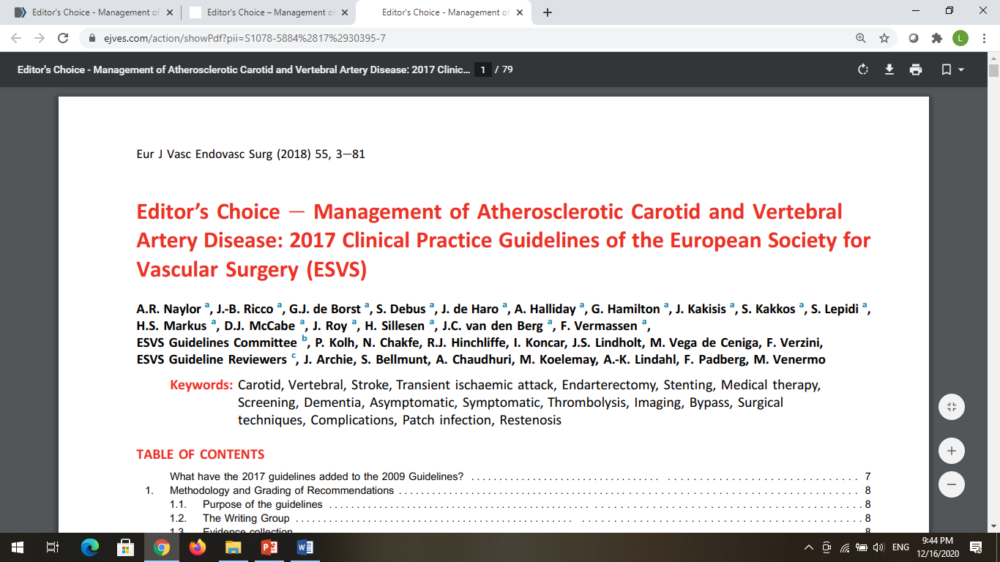 Editor's Choice - Management of
Editor's Choice – Management of
Editor's Choice - Management of
ejves.com/action/showPdf?pii=S1078-5884%2817%2930395-7
L
Editor's Choice - Management of Atherosclerotic Carotid and Vertebral Artery Disease: 2017 Clinic... 1 / 79
Eur J Vasc Endovasc Surg (2018) 55, 3–81
Editor's Choice — Management of Atherosclerotic Carotid and Vertebral
Artery Disease: 2017 Clinical Practice Guidelines of the European Society for
Vascular Surgery (ESVS)
A.R. Naylor a, J.-B. Ricco a, G.J. de Borst a, S. Debus a, J. de Haro a, A. Halliday a, G. Hamilton a, J. Kakisis a, S. Kakkos a, S. Lepidi a,
H.S. Markus a, D.J. McCabe a, J. Roy a, H. Sillesen a, J.C. van den Berg a, F. Vermassen a,
ESVS Guidelines Committee b, P. Kolh, N. Chakfe, R.J. Hinchliffe, I. Koncar, J.S. Lindholt, M. Vega de Ceniga, F. Verzini,
ESVS Guideline Reviewers c, J. Archie, S. Bellmunt, A. Chaudhuri, M. Koelemay, A.-K. Lindahl, F. Padberg, M. Venermo
Keywords: Carotid, Vertebral, Stroke, Transient ischaemic attack, Endarterectomy, Stenting, Medical therapy,
Screening, Dementia, Asymptomatic, Symptomatic, Thrombolysis, Imaging, Bypass, Surgical
techniques, Complications, Patch infection, Restenosis
TABLE OF CONTENTS
What have the 2017 guidelines added to the 2009 Guidelines? 7
1. Methodology and Grading of Recommendations 8
1.1. Purpose of the guidelines 8
1.2. The Writing Group 8
1.3. Evidence collection 8
ENG
9:44 PM
12/16/2020